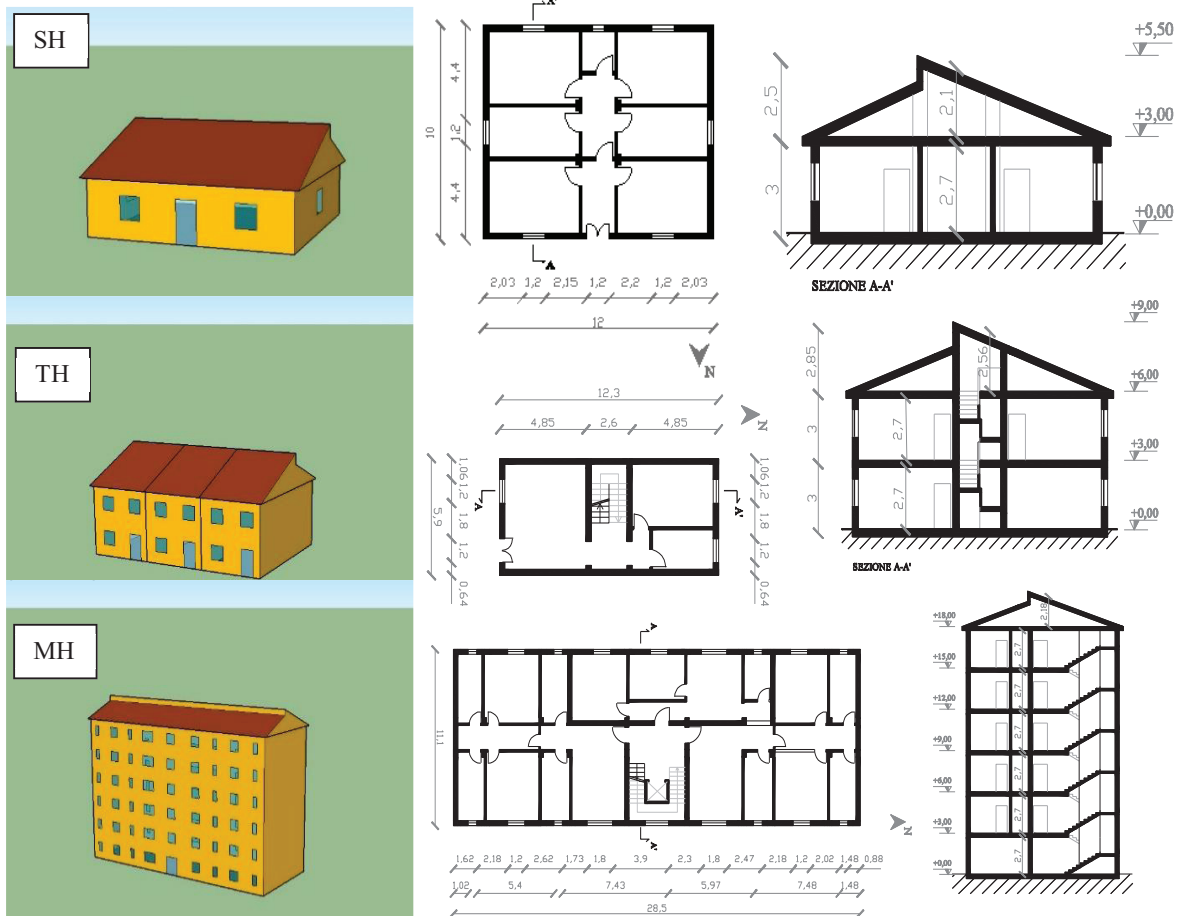 SH
A'
4,4
1,2
4,4
10
A
2,03 1,2 2,15 1,2 2,2 1,2 2,03
12
N
+5,50
+3,00
+0,00
2,5
3
2,1
2,7
SEZIONE A-A'
TH
12,3
4,85 2,6 4,85
N
1,06 1,2 1,8 1,2 0,64
5,9
A
A'
1,06 1,2 1,8 1,2 0,64
+9,00
+6,00
+3,00
+0,00
2,85
3
3
2,56
2,7
2,7
SEZIONE A-A'
MH
A
11,1
A'
N
1,62 2,18 1,2 2,62 1,73 1,8 3,9 2,3 1,8 2,47 2,18 1,2 2,02 1,48 0,88
1,02 5,4 7,43 5,97 7,48 1,48
28,5
+18,00
+15,00
+12,00
+9,00
+6,00
+3,00
+0,00
2,18
2,7
2,7
2,7
2,7
2,7
2,7